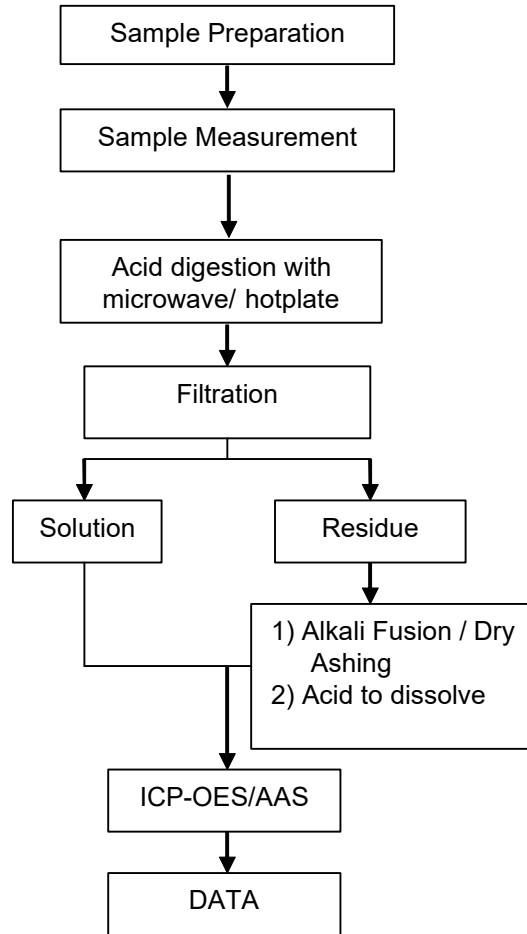 Sample Preparation
Sample Measurement
Acid digestion with
microwave/ hotplate
Filtration
Solution
Residue
1) Alkali Fusion / Dry
Ashing
2) Acid to dissolve
ICP-OES/AAS
DATA